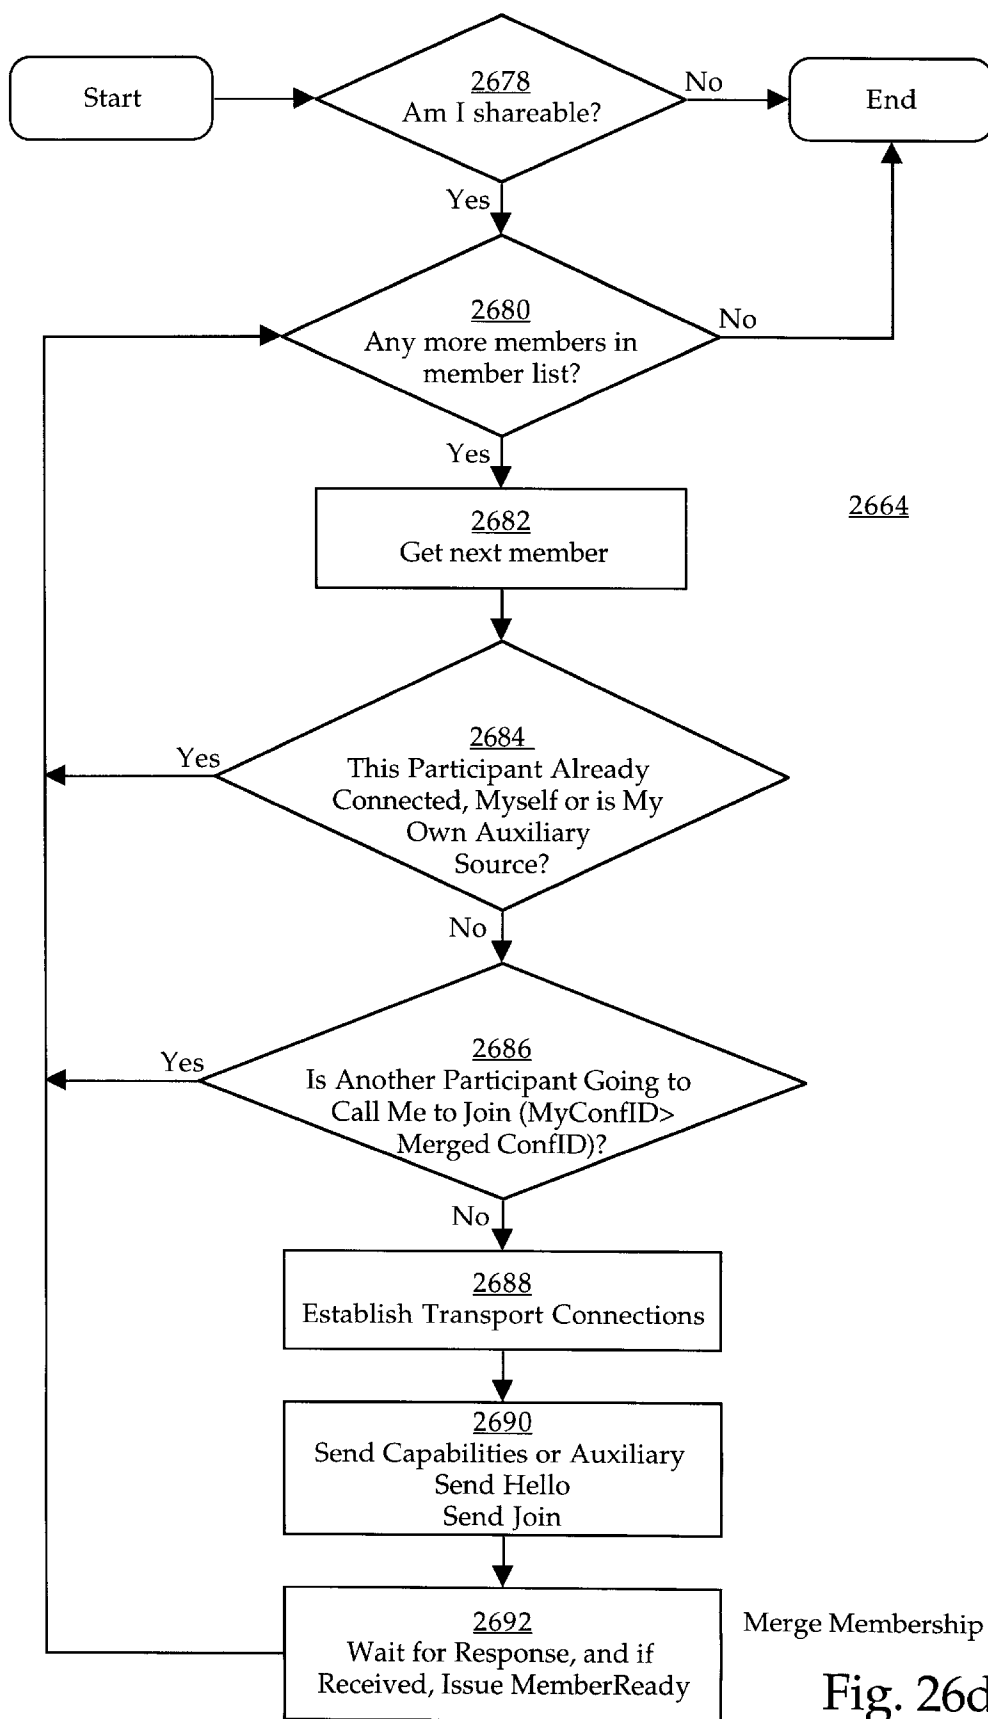 Start
2678
Am I shareable?
No
End
Yes
2680
Any more members in
member list?
No
Yes
2682
Get next member
2664
2684
This Participant Already
Connected, Myself or is My
Own Auxiliary
Source?
Yes
No
2686
Is Another Participant Going to
Call Me to Join (MyConfID>
Merged ConfID)?
Yes
No
2688
Establish Transport Connections
2690
Send Capabilities or Auxiliary
Send Hello
Send Join
2692
Wait for Response, and if
Received, Issue MemberReady
Merge Membership
Fig. 26d